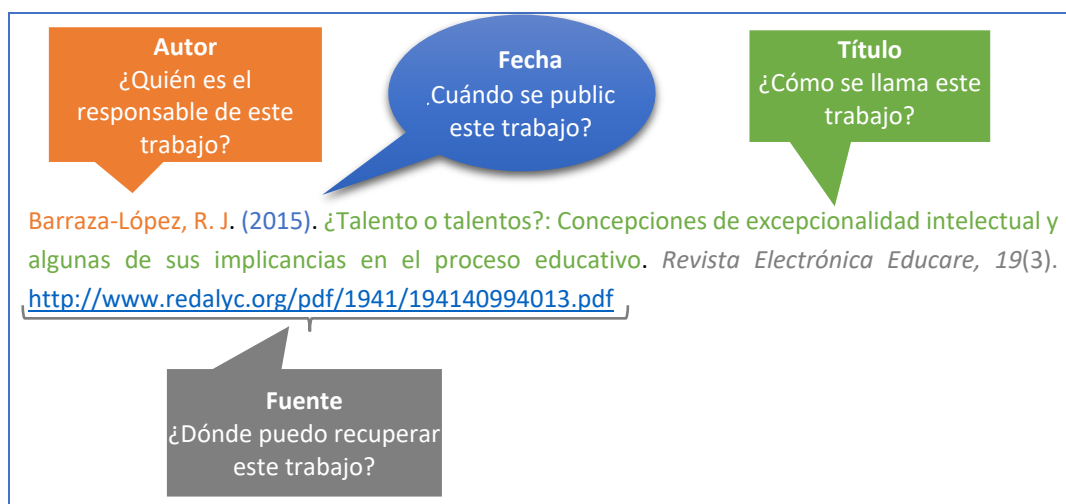 Autor
¿Quién es el
responsable de este
trabajo?
Fecha
.Cuándo se public
este trabajo?
Título
¿Cómo se llama este
trabajo?
Barraza-López, R. J. (2015). ¿Talento o talentos?: Concepciones de excepcionalidad intelectual y
algunas de sus implicancias en el proceso educativo. Revista Electrónica Educare, 19(3).
http://www.redalyc.org/pdf/1941/194140994013.pdf
Fuente
¿Dónde puedo recuperar
este trabajo?